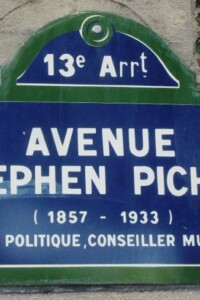 13e Arrt
AVENUE
EPHEN PICH
( 1857 - 1933 )
POLITIQUE, CONSEILLER MU